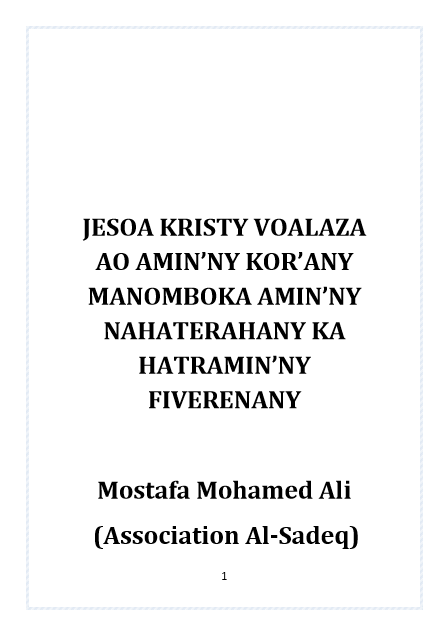 JESOA KRISTY VOALAZA
AO AMIN’NY KOR’ANY
MANOMBOKA AMIN’NY
NAHATERAHANY KA
HATRAMIN’NY
FIVERENANY
Mostafa Mohamed Ali
(Association Al-Sadeq)
1